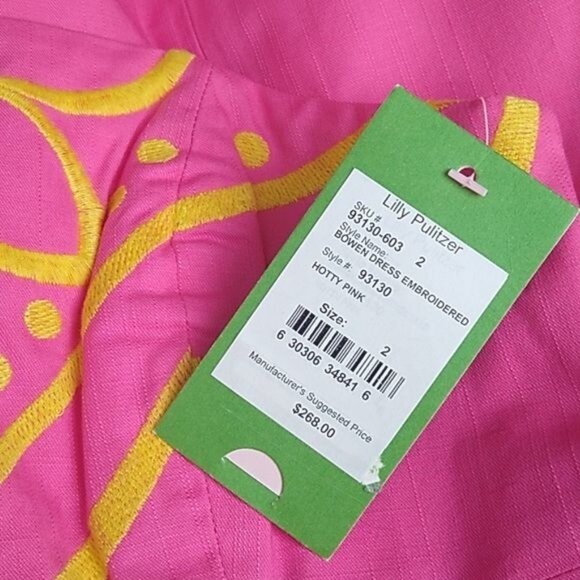 Lilly Pulitzer
SKU #
93130-603 2
Style Name:
BOWEN DRESS EMBROIDERED
Style #: 93130
HOTTY PINK
Size: 2
6 30306 34841 6
Manufacturer's Suggested Price
$268.00